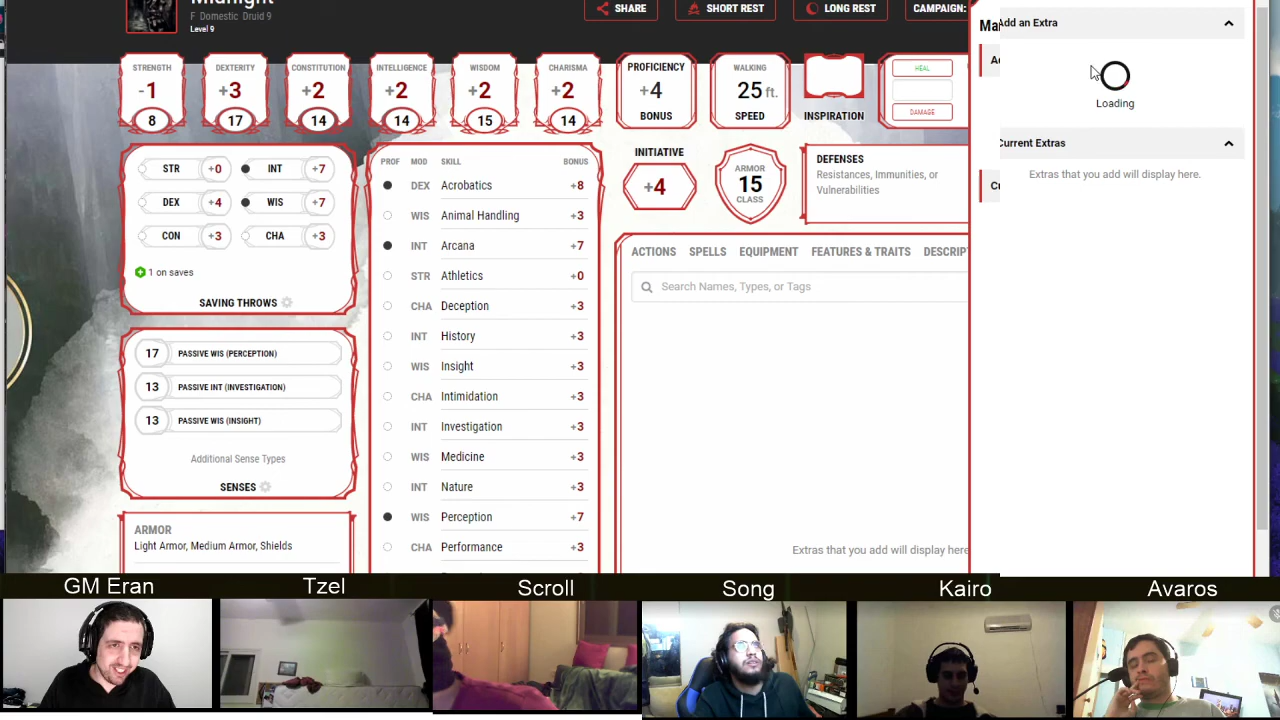 Midnight
F Domestic Druid 9
Level 9
SHARE
SHORT REST
LONG REST
CAMPAIGN:
STRENGTH
-1
8
DEXTERITY
+3
17
CONSTITUTION
+2
14
INTELLIGENCE
+2
14
WISDOM
+2
15
CHARISMA
+2
14
PROFICIENCY
+4
BONUS
WALKING
25 ft.
SPEED
INSPIRATION
HEAL
DAMAGE
STR +0
INT +7
DEX +4
WIS +7
CON +3
CHA +3
1 on saves
SAVING THROWS
17 PASSIVE WIS (PERCEPTION)
13 PASSIVE INT (INVESTIGATION)
13 PASSIVE WIS (INSIGHT)
Additional Sense Types
SENSES
ARMOR
Light Armor, Medium Armor, Shields
PROF MOD SKILL BONUS
DEX Acrobatics +8
WIS Animal Handling +3
INT Arcana +7
STR Athletics +0
CHA Deception +3
INT History +3
WIS Insight +3
CHA Intimidation +3
INT Investigation +3
WIS Medicine +3
INT Nature +3
WIS Perception +7
CHA Performance +3
INITIATIVE
+4
ARMOR
15
CLASS
DEFENSES
Resistances, Immunities, or
Vulnerabilities
ACTIONS SPELLS EQUIPMENT FEATURES & TRAITS DESCRIPT
Search Names, Types, or Tags
Extras that you add will display here
Ma
Ad
Cu
Add an Extra
Loading
Current Extras
Extras that you add will display here.
GM Eran
Tzel
Scroll
Song
Kairo
Avaros